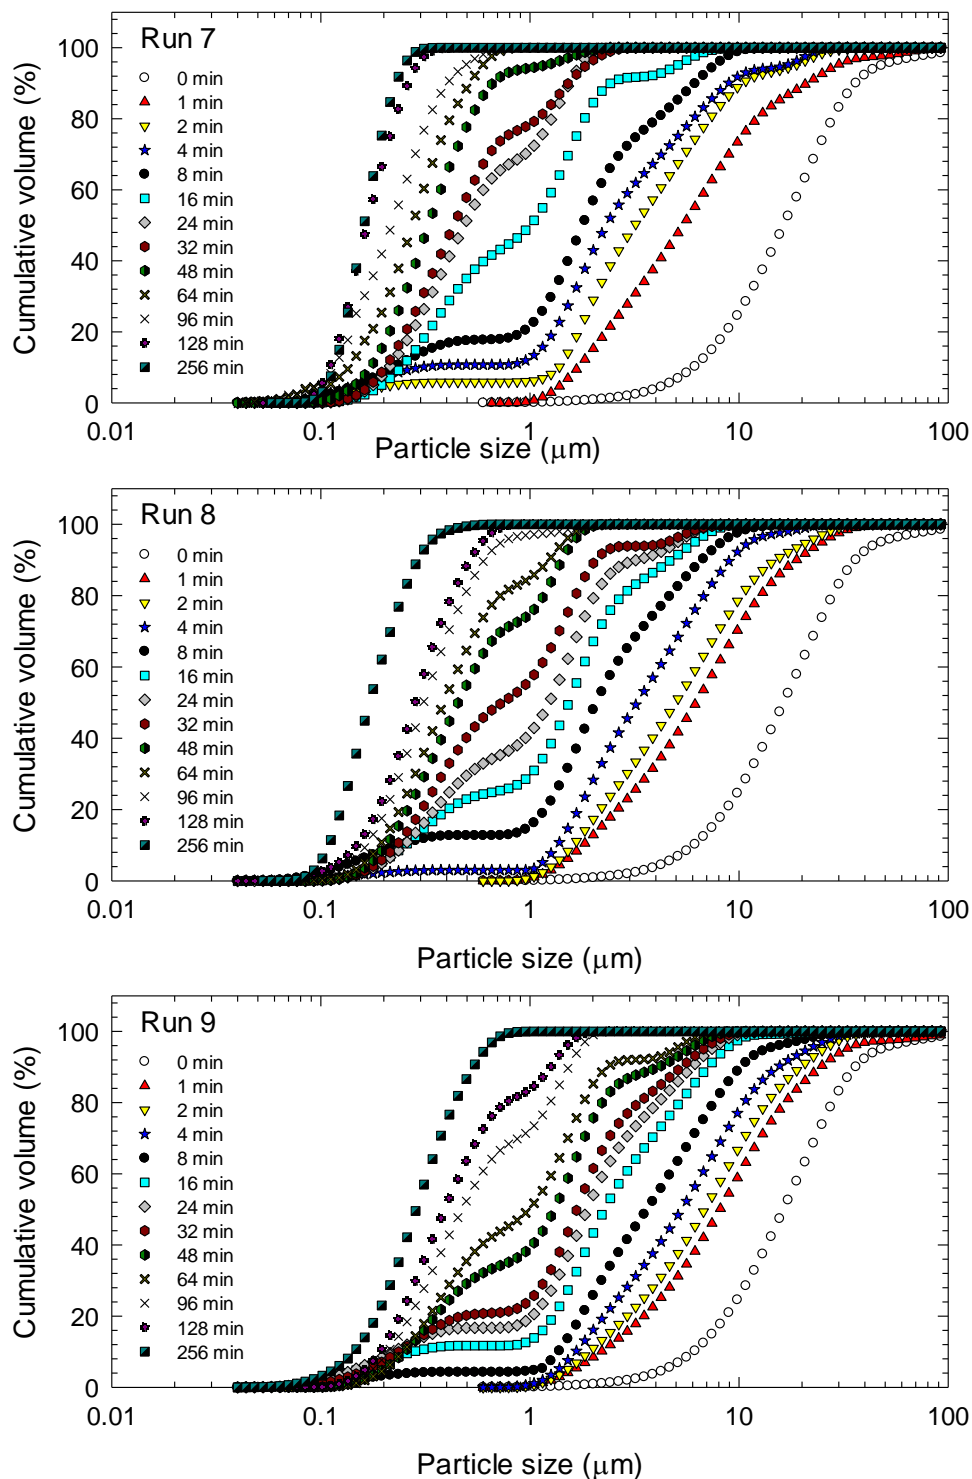 Run 7
0 min
1 min
2 min
4 min
8 min
16 min
24 min
32 min
48 min
64 min
96 min
128 min
256 min
Cumulative volume (%)
100
80
60
40
20
0
0.01 0.1 1 10 100
Particle size (μm)
Run 8
0 min
1 min
2 min
4 min
8 min
16 min
24 min
32 min
48 min
64 min
96 min
128 min
256 min
Cumulative volume (%)
100
80
60
40
20
0
0.01 0.1 1 10 100
Particle size (μm)
Run 9
0 min
1 min
2 min
4 min
8 min
16 min
24 min
32 min
48 min
64 min
96 min
128 min
256 min
Cumulative volume (%)
100
80
60
40
20
0
0.01 0.1 1 10 100
Particle size (μm)